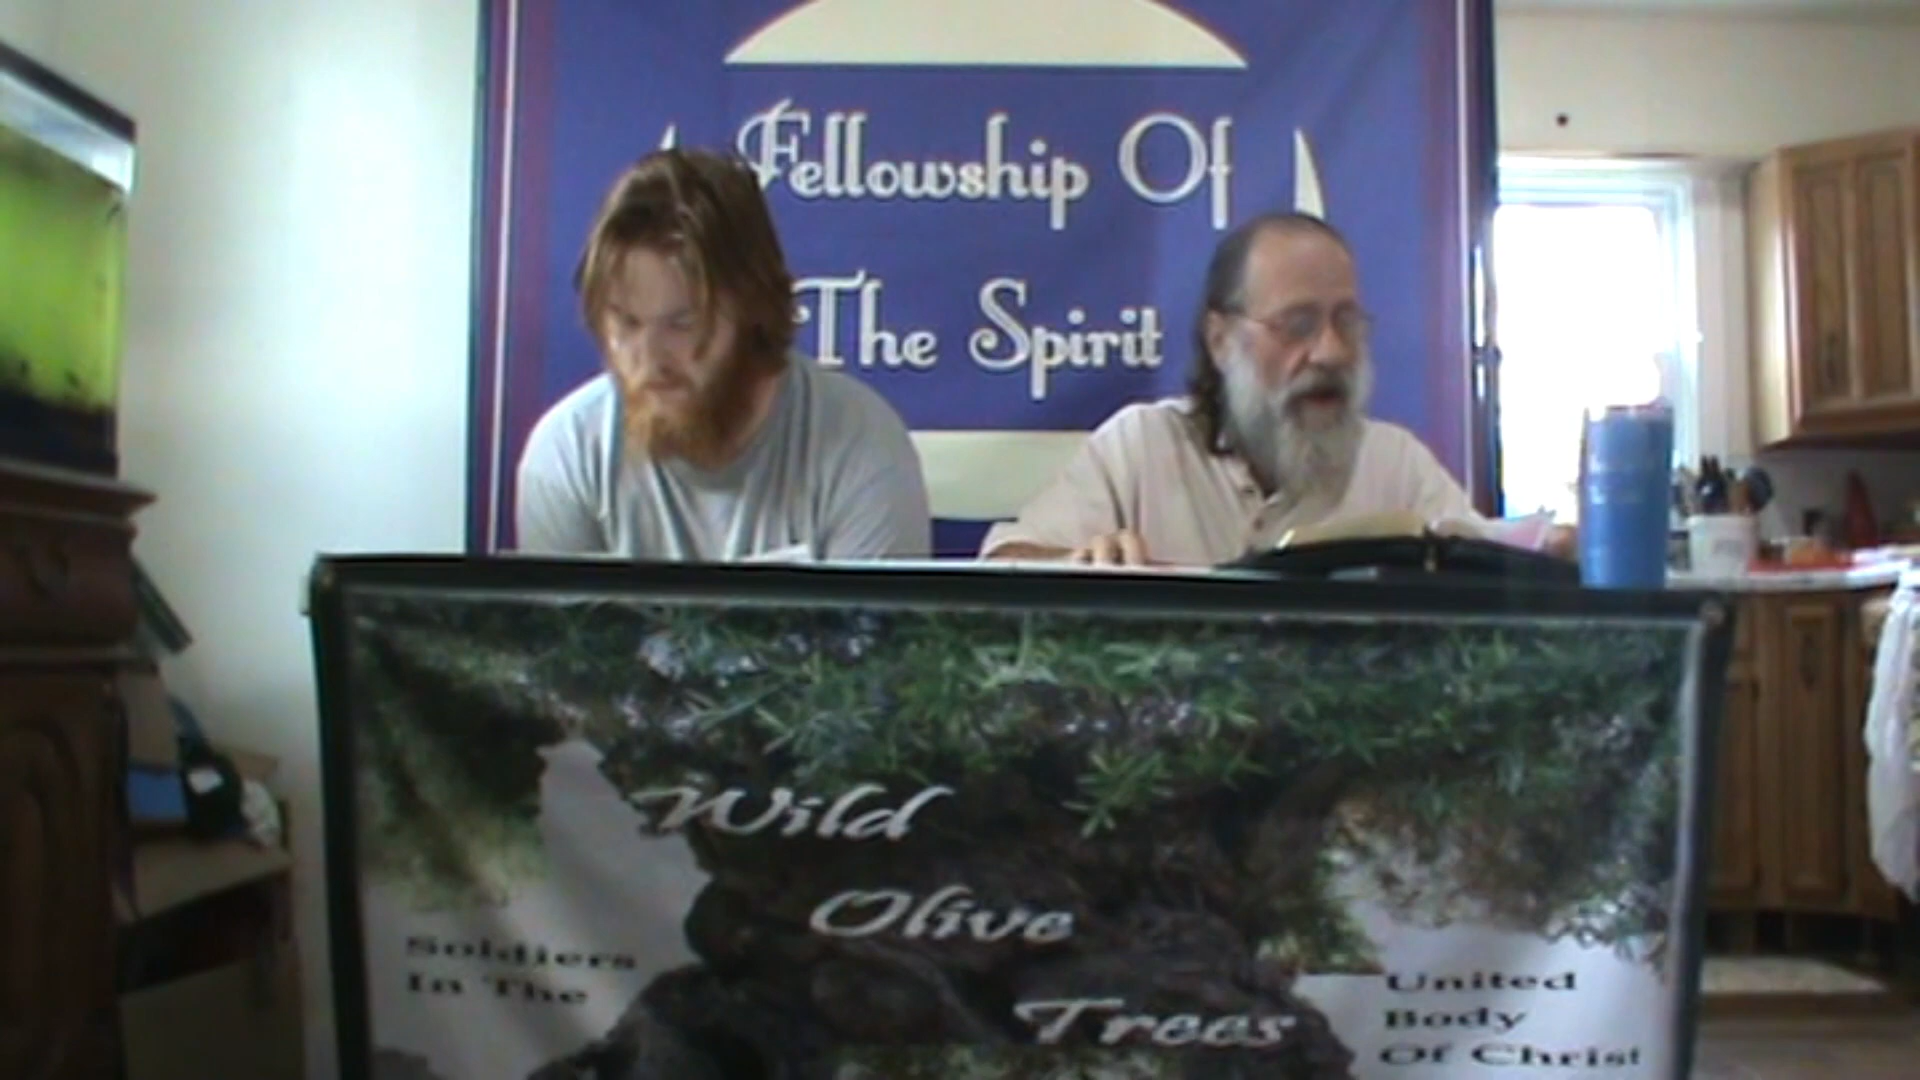 Fellowship Of
The Spirit
Wild
Olive
Trees
Soldiers
In The
United
Body
Of Christ